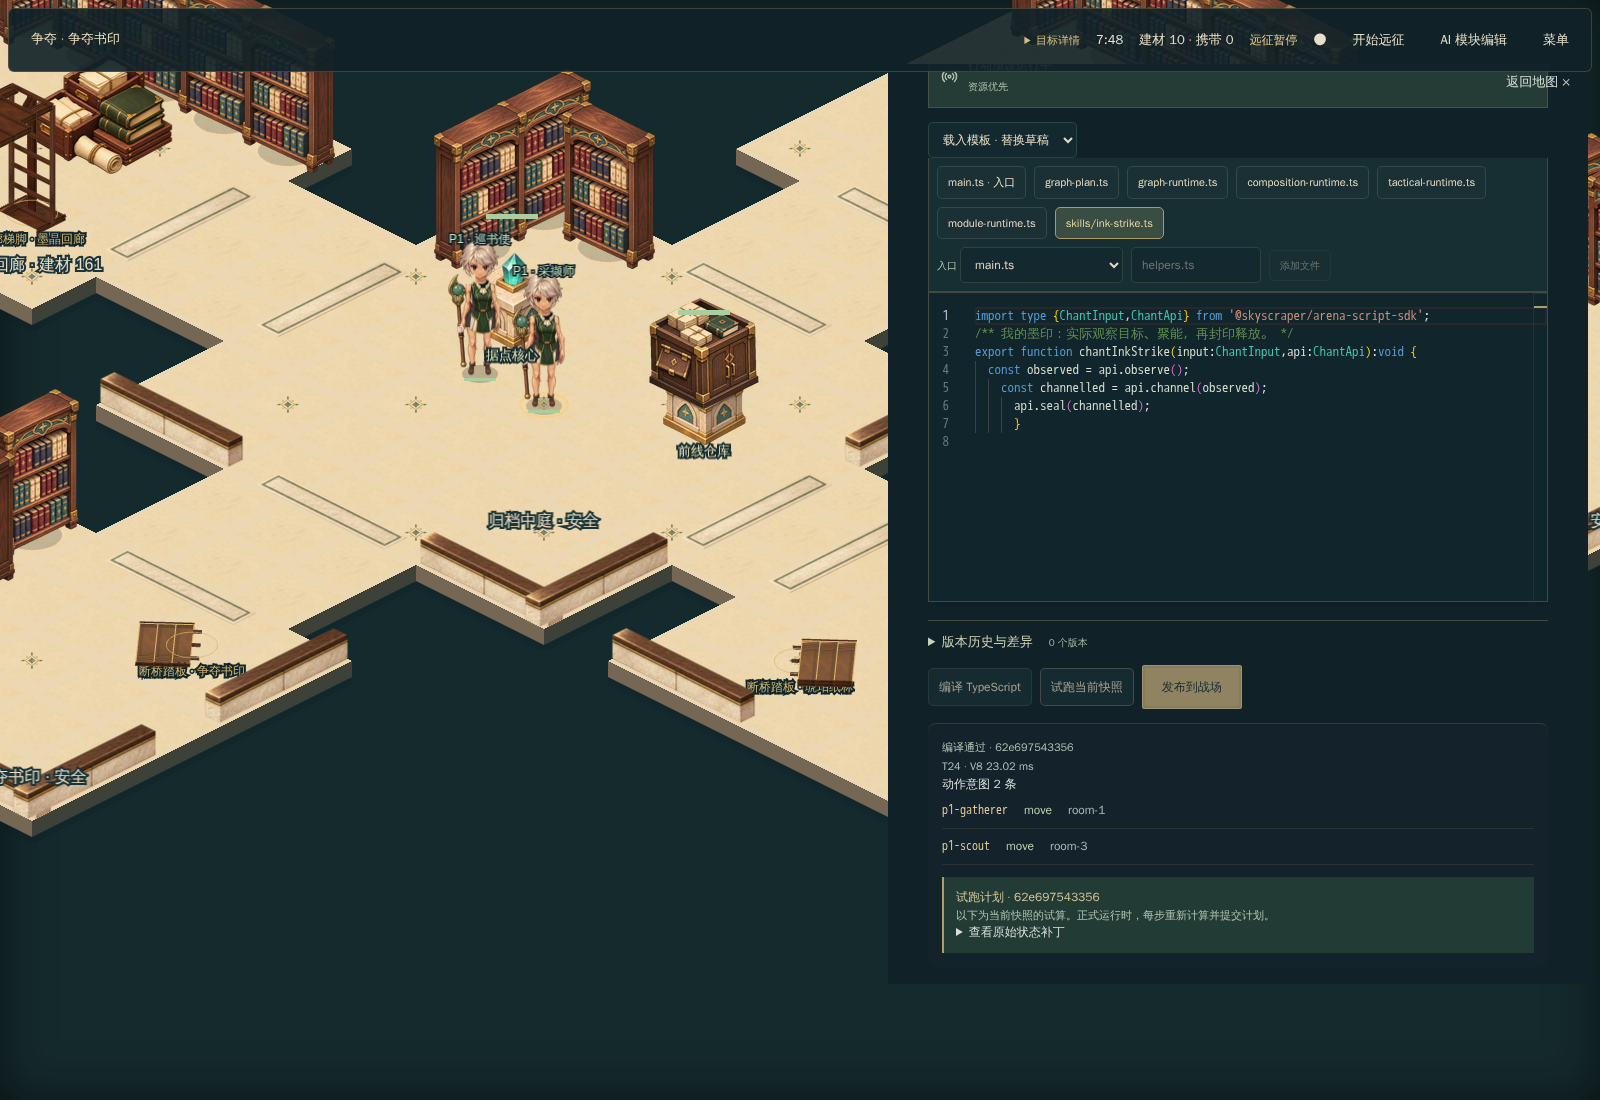 争夺 · 争夺书印
▶ 目标详情 7:48 建材 10 · 携带 0 远征暂停 开始远征 AI 模块编辑 菜单
资源优先
返回地图 ×
载入模板 · 替换草稿
main.ts · 入口 graph-plan.ts graph-runtime.ts composition-runtime.ts tactical-runtime.ts
module-runtime.ts skills/ink-strike.ts
入口 main.ts helpers.ts 添加文件
1 import type {ChantInput,ChantApi} from '@skyscraper/arena-script-sdk';
2 /** 我的墨印：实际观察目标、聚能, 再封印释放。 */
3 export function chantInkStrike(input:ChantInput,api:ChantApi):void {
4 const observed = api.observe();
5 const channelled = api.channel(observed);
6 api.seal(channelled);
7 }
8
▶ 版本历史与差异 0 个版本
编译 TypeScript 试跑当前快照 发布到战场
编译通过 · 62e697543356
T24 · V8 23.02 ms
动作意图 2 条
p1-gatherer move room-1
p1-scout move room-3
试跑计划 · 62e697543356
以下为当前快照的试算。正式运行时，每步重新计算并提交计划。
▶ 查看原始状态补丁
P1 · 巡书使
P1 · 采撷师
梯脚 · 墨晶回廊
回廊 · 建材 161
据点核心
前线仓库
归档中庭 · 安全
断桥踏板 · 争夺书印
断桥踏板
夺书印 · 安全